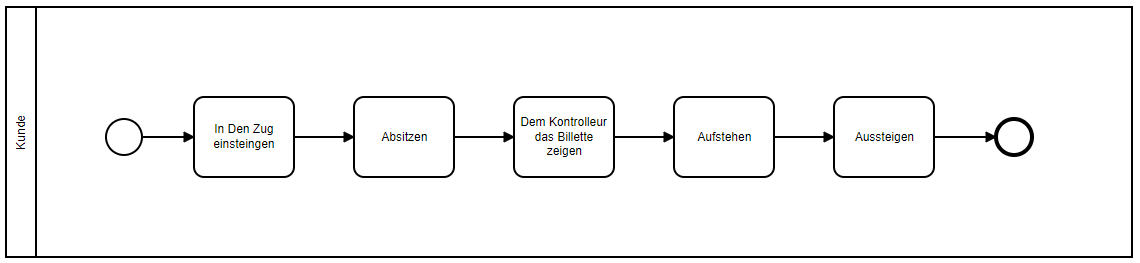 Kunde
In Den Zug
einsteingen
Absitzen
Dem Kontrolleur
das Billette
zeigen
Aufstehen
Aussteigen